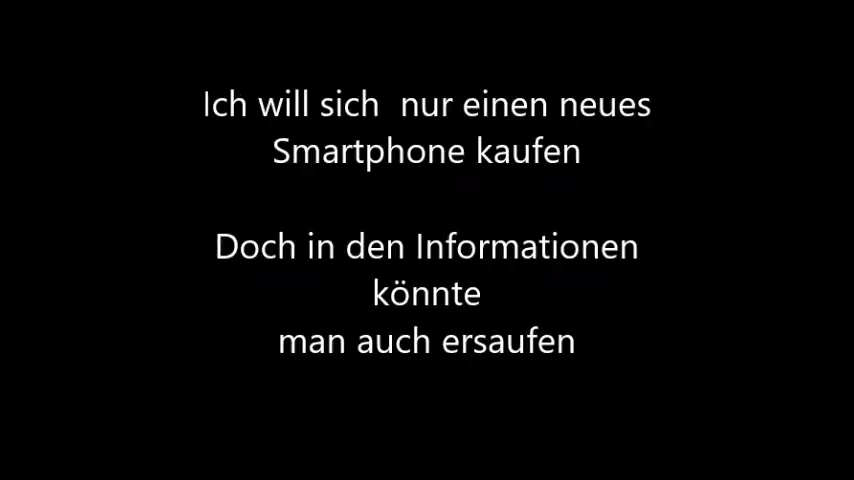 Ich will sich  nur einen neues
Smartphone kaufen
Doch in den Informationen
könnte
man auch ersaufen